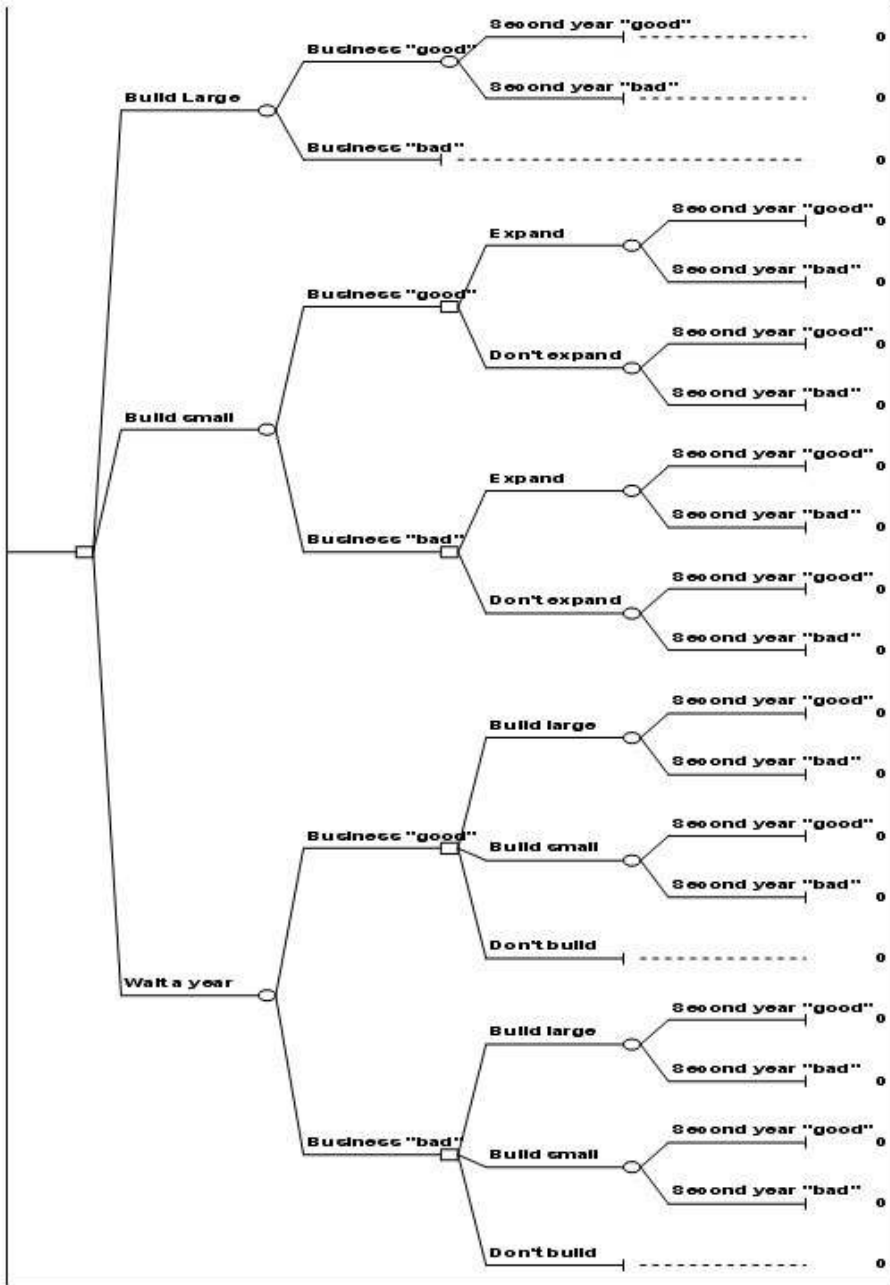 Second year "good"
0
Business "good"
Second year "bad"
0
Build Large
Business "bad"
0
Second year "good"
0
Expand
Second year "bad"
0
Business "good"
Second year "good"
0
Don't expand
Second year "bad"
0
Build small
Second year "good"
0
Expand
Second year "bad"
0
Business "bad"
Second year "good"
0
Don't expand
Second year "bad"
0
Second year "good"
0
Build large
Second year "bad"
0
Business "good"
Second year "good"
0
Build small
Second year "bad"
0
Don't build
0
Wait a year
Second year "good"
0
Build large
Second year "bad"
0
Business "bad"
Second year "good"
0
Build small
Second year "bad"
0
Don't build
0